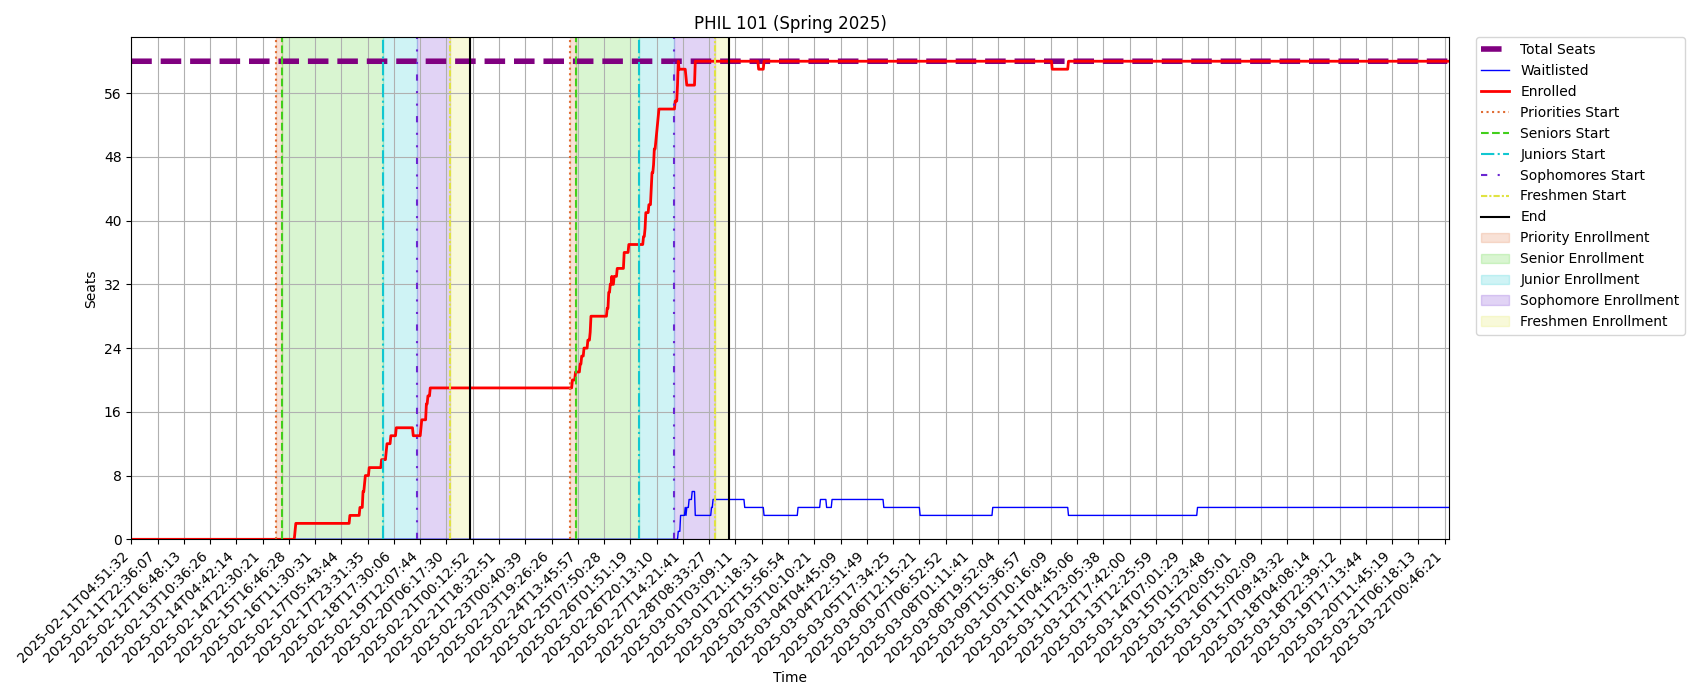 PHIL 101 (Spring 2025)
Seats
56
48
40
32
24
16
8
0
2025-02-11T04:51:32
2025-02-11T22:36:07
2025-02-12T16:48:13
2025-02-13T10:36:26
2025-02-14T04:42:14
2025-02-14T22:30:21
2025-02-15T16:46:28
2025-02-16T11:30:31
2025-02-17T05:43:44
2025-02-17T23:31:35
2025-02-18T17:30:06
2025-02-19T12:07:44
2025-02-20T06:17:30
2025-02-21T00:12:52
2025-02-21T18:32:51
2025-02-23T00:40:39
2025-02-23T19:26:26
2025-02-24T13:45:57
2025-02-25T07:50:28
2025-02-26T01:51:19
2025-02-26T20:13:10
2025-02-27T14:21:41
2025-02-28T08:33:27
2025-03-01T03:09:11
2025-03-01T21:18:31
2025-03-02T15:56:54
2025-03-03T10:10:21
2025-03-04T04:45:09
2025-03-04T22:51:49
2025-03-05T17:34:25
2025-03-06T12:15:21
2025-03-07T06:52:52
2025-03-08T01:11:41
2025-03-08T19:52:04
2025-03-09T15:36:57
2025-03-10T10:16:09
2025-03-11T04:45:06
2025-03-11T23:05:38
2025-03-12T17:42:00
2025-03-13T12:25:59
2025-03-14T07:01:29
2025-03-15T01:23:48
2025-03-15T20:05:01
2025-03-16T15:02:09
2025-03-17T09:43:32
2025-03-18T04:08:14
2025-03-18T22:39:12
2025-03-19T17:13:44
2025-03-20T11:45:19
2025-03-21T06:18:13
2025-03-22T00:46:21
Time
Total Seats
Waitlisted
Enrolled
Priorities Start
Seniors Start
Juniors Start
Sophomores Start
Freshmen Start
End
Priority Enrollment
Senior Enrollment
Junior Enrollment
Sophomore Enrollment
Freshmen Enrollment